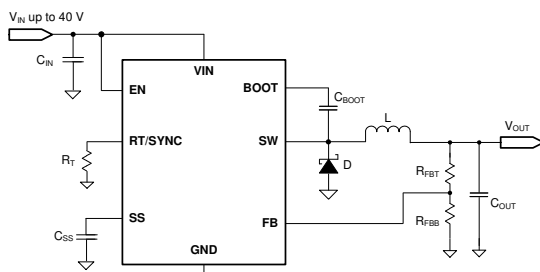 VIN up to 40 V
CIN
VIN
EN
BOOT
CBOOT
L
VOUT
RT/SYNC
SW
RT
D
RFBT
COUT
SS
FB
RFBB
CSS
GND